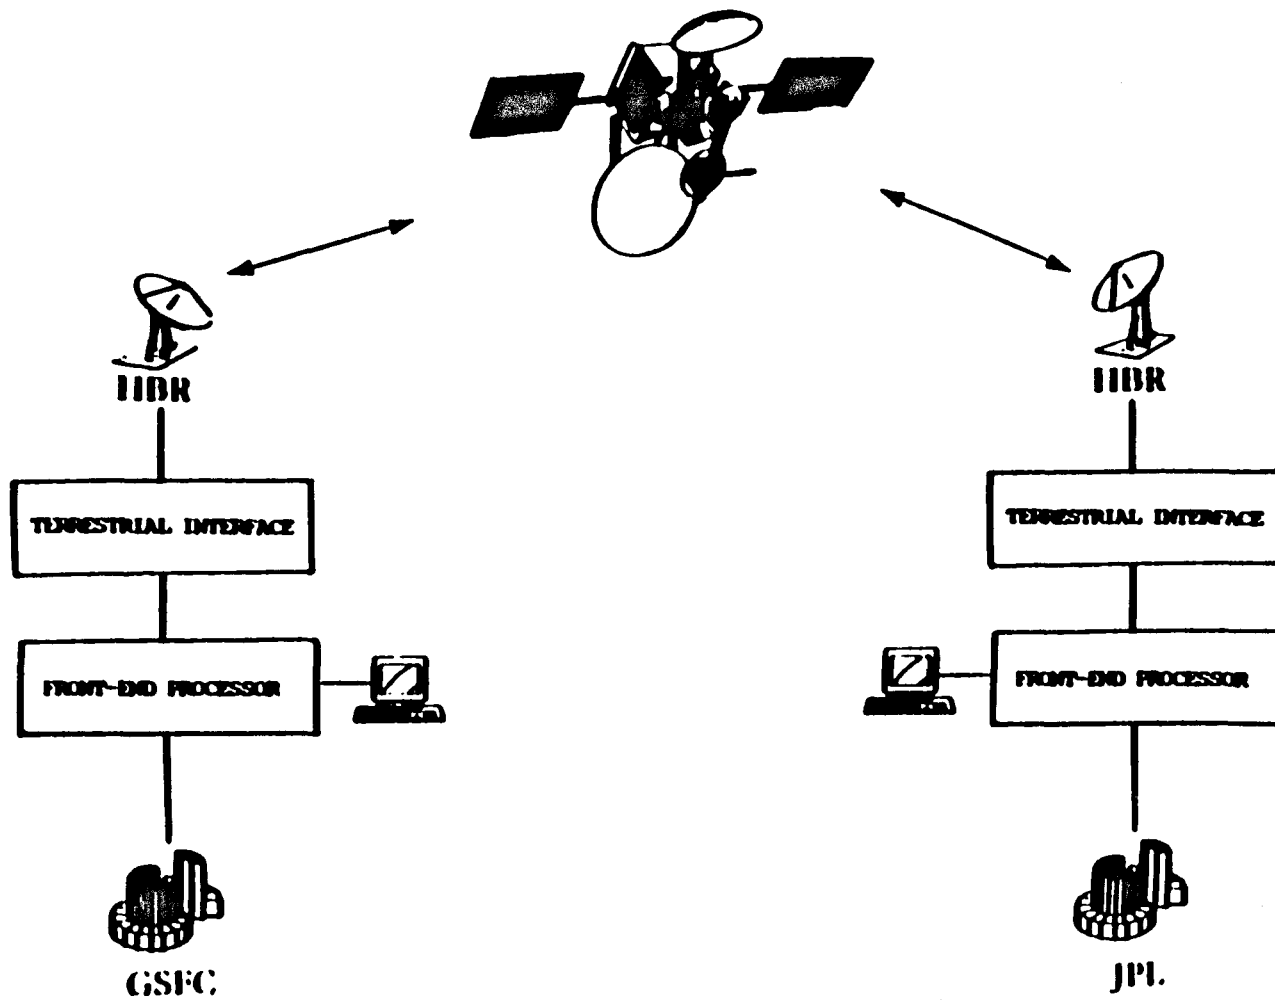 HBR
HBR
TERRESTRIAL INTERFACE
TERRESTRIAL INTERFACE
FRONT-END PROCESSOR
FRONT-END PROCESSOR
GSFC
JPL